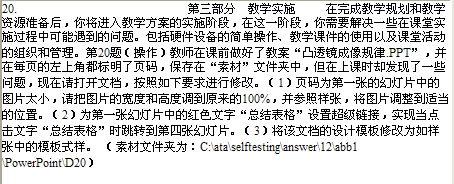 20. 第三部分 教学实施 在完成教学规划和教学
资源准备后，你将进入教学方案的实施阶段，在这一阶段，你需要解决一些在课堂实
施过程中可能遇到的问题。包括硬件设备的简单操作、教学课件的使用以及课堂活动
的组织和管理。第20题（操作）教师在课前做好了教案“凸透镜成像规律.PPT”，并
在每页的左上角都标明了页码，保存在“素材”文件夹中，但在上课时却发现了一些
问题，现在请打开文档，按照如下要求进行修改。（1）页码为第一张的幻灯片中的
图片太小，请把图片的宽度和高度调到原来的100%，并参照样张，将图片调整到适当
的位置。（2）为第一张幻灯片中的红色文字“总结表格”设置超级链接，实现当点
击文字“总结表格”时跳转到第四张幻灯片。（3）将该文档的设计模板修改为如样
张中的模板式样。 （素材文件夹为：C:\ata\selftesting\answer\12\abb1
\PowerPoint\D20）